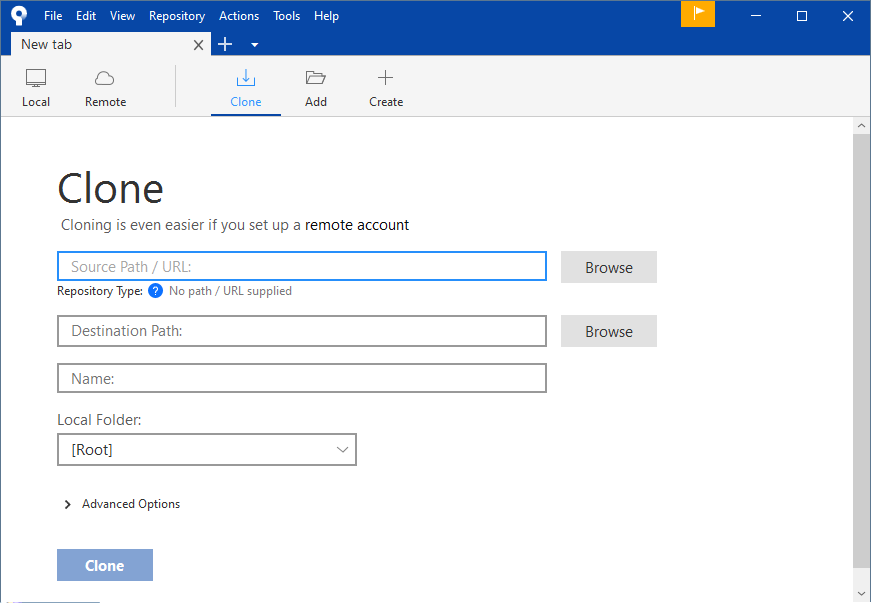 File Edit View Repository Actions Tools Help
New tab
Local Remote Clone Add Create
Clone
Cloning is even easier if you set up a remote account
Source Path / URL: Browse
Repository Type: ? No path / URL supplied
Destination Path: Browse
Name:
Local Folder:
[Root]
Advanced Options
Clone